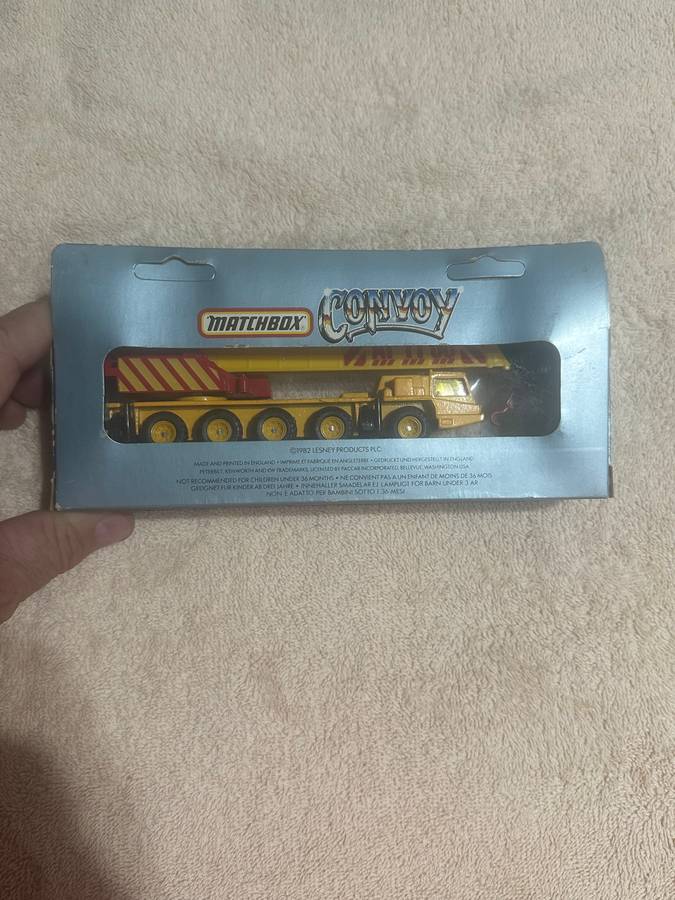 MATCHBOX CONVOY
©1982 LESNEY PRODUCTS PLC
MADE AND PRINTED IN ENGLAND • IMPRIME ET FABRIQUE EN ANGLETERRE • GEDRUCKT UND HERGESTELLT IN ENGLAND
PETERBILT, KENWORTH AND KW TRADEMARKS, LICENSED BY PACCAR INCORPORATED, BELLEVUE, WASHINGTON USA
NOT RECOMMENDED FOR CHILDREN UNDER 36 MONTHS • NE CONVIENT PAS A UN ENFANT DE MOINS DE 36 MOIS
GEEIGNET FUR KINDER AB DREI JAHRE • INNEHALLER SMADELAR EJ LAMPLIGT FOR BARN UNDER 3 AR
NON E ADATTO PER BAMBINI SOTTO I 36 MESI